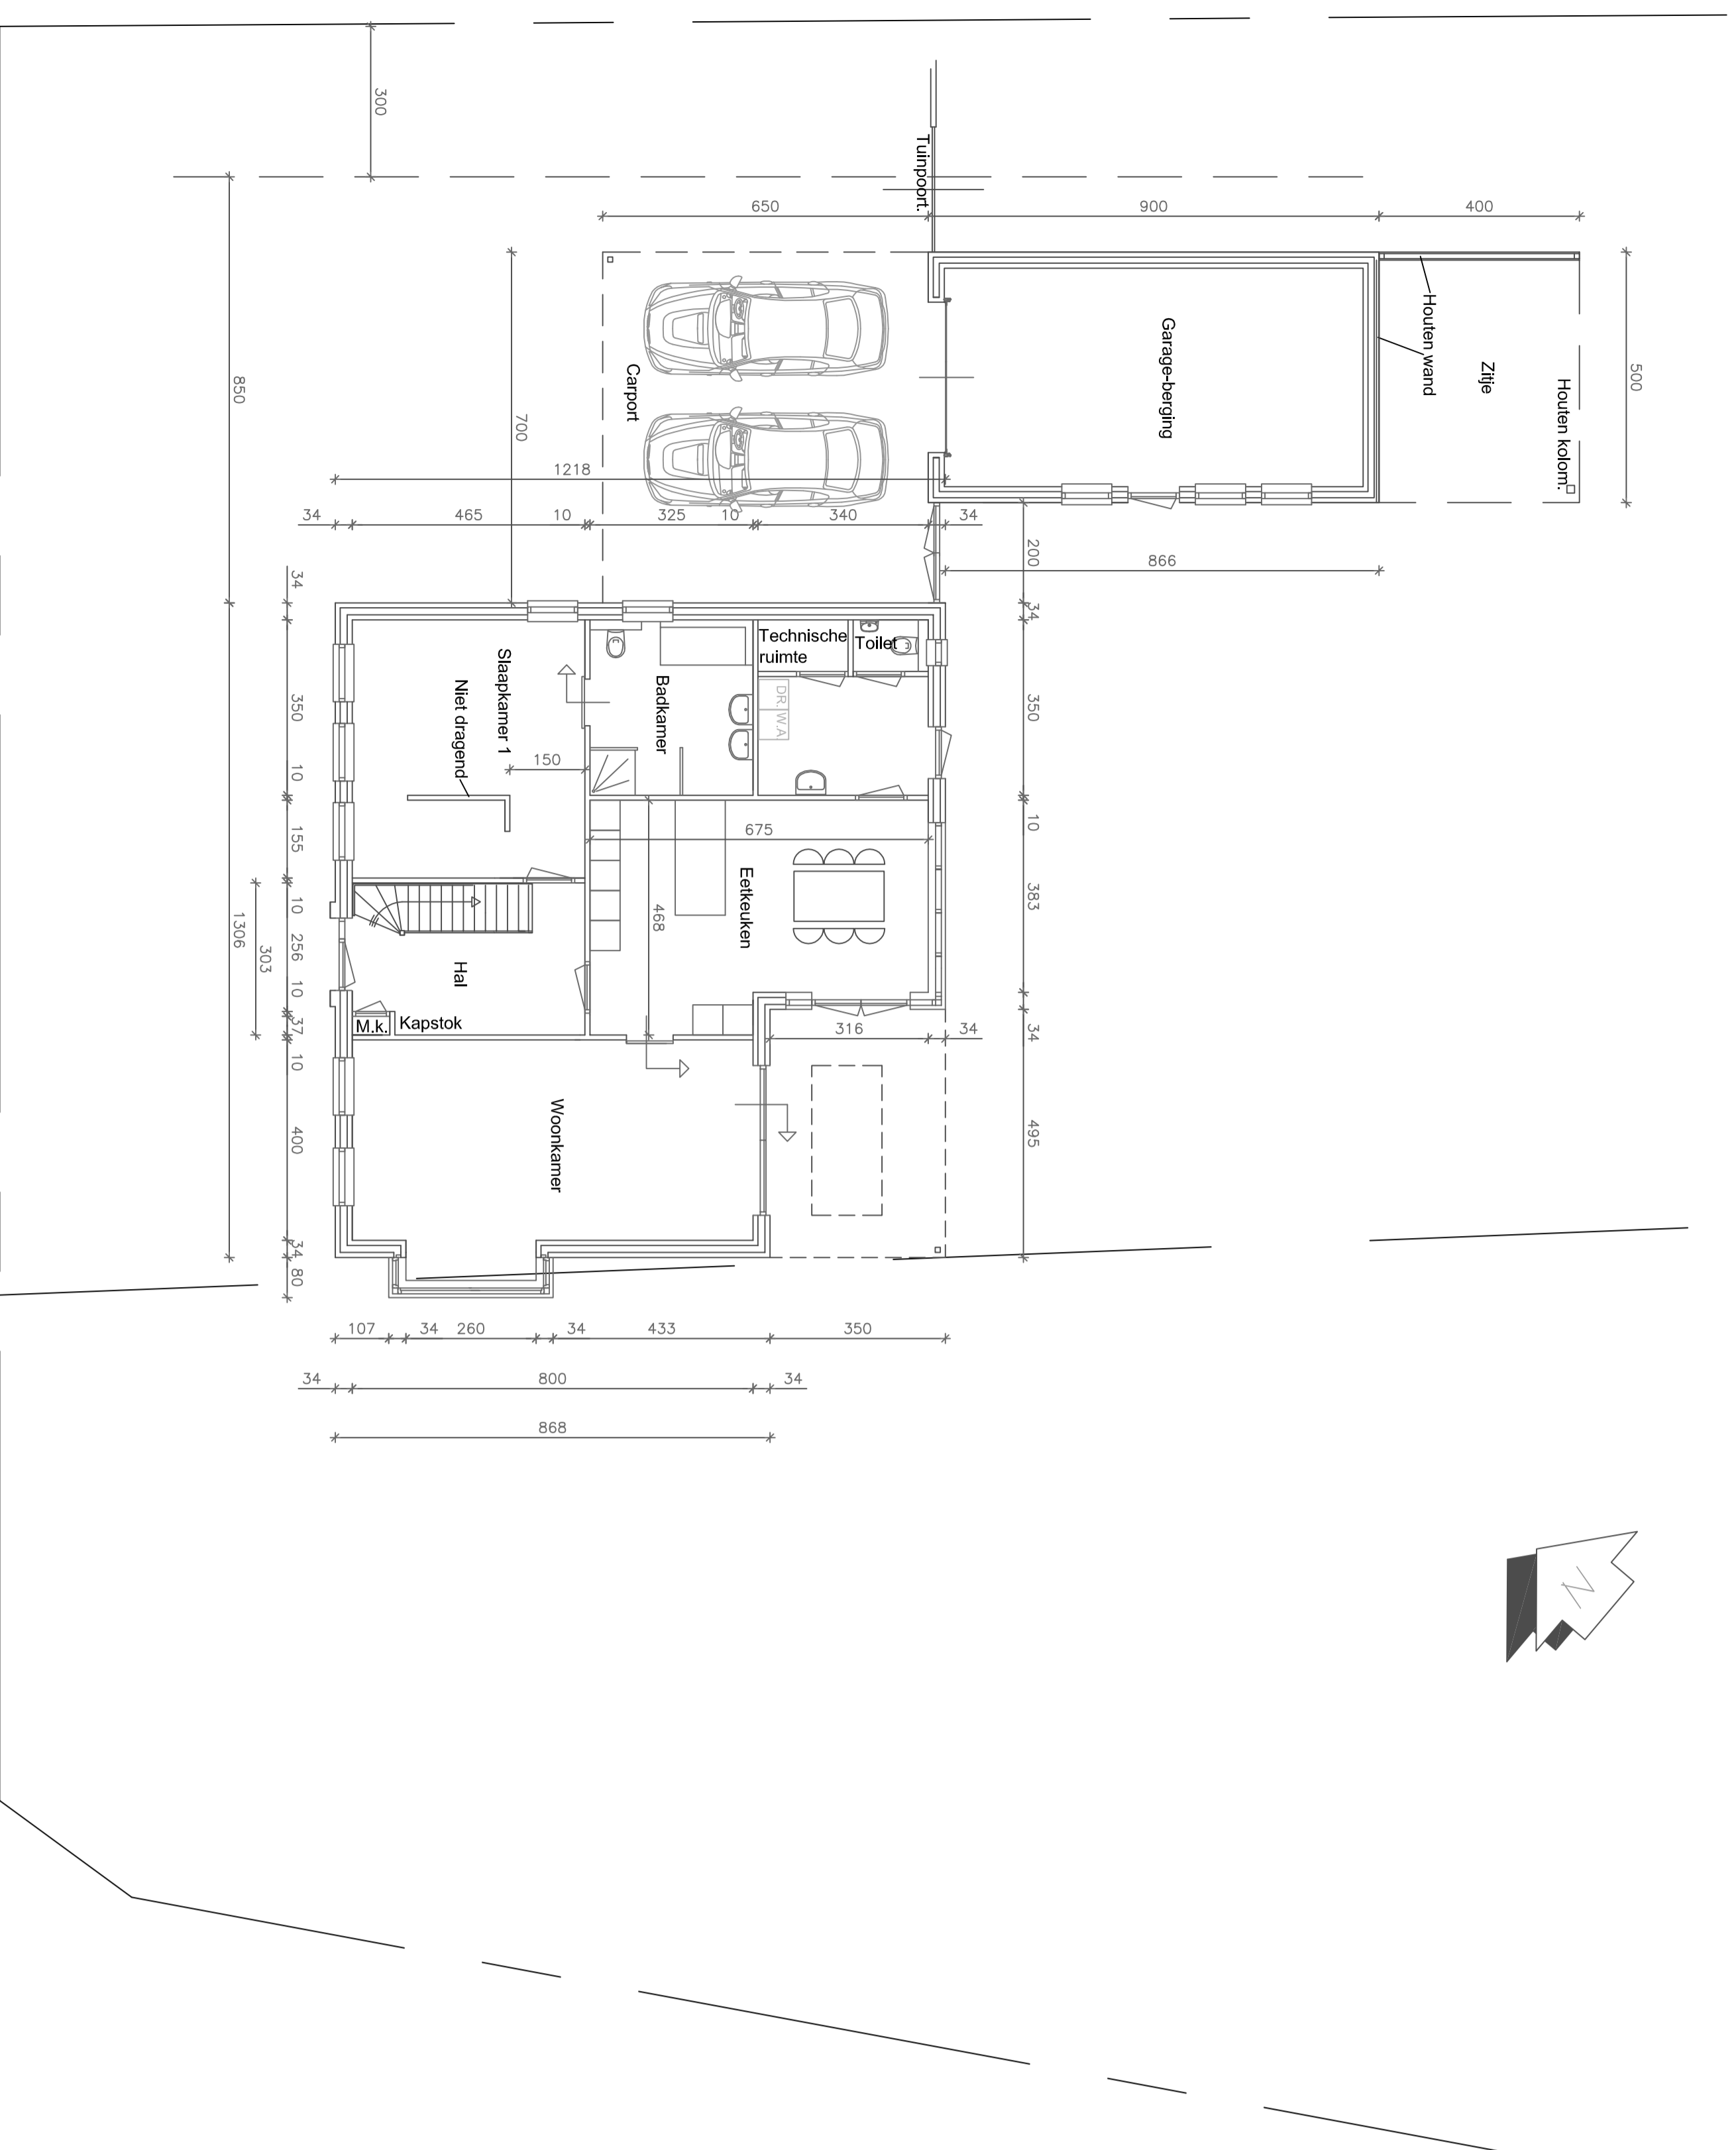 300
650
900
400
Tuinpoort.
500
Houten wand
Zitje
Houten kolom.
Garage-berging
Carport
850
700
1218
34
465
10
325
10
340
34
200
866
34
34
Technische
ruimte
Toilet
Slaapkamer 1
Niet dragend
Badkamer
DR.
W.A
350
350
150
10
10
675
155
Eetkeuken
383
468
10
1306
303
256
Hal
10
37
M.k.
Kapstok
316
34
34
10
Woonkamer
400
495
34
80
107
34
260
34
433
350
34
800
34
868
N